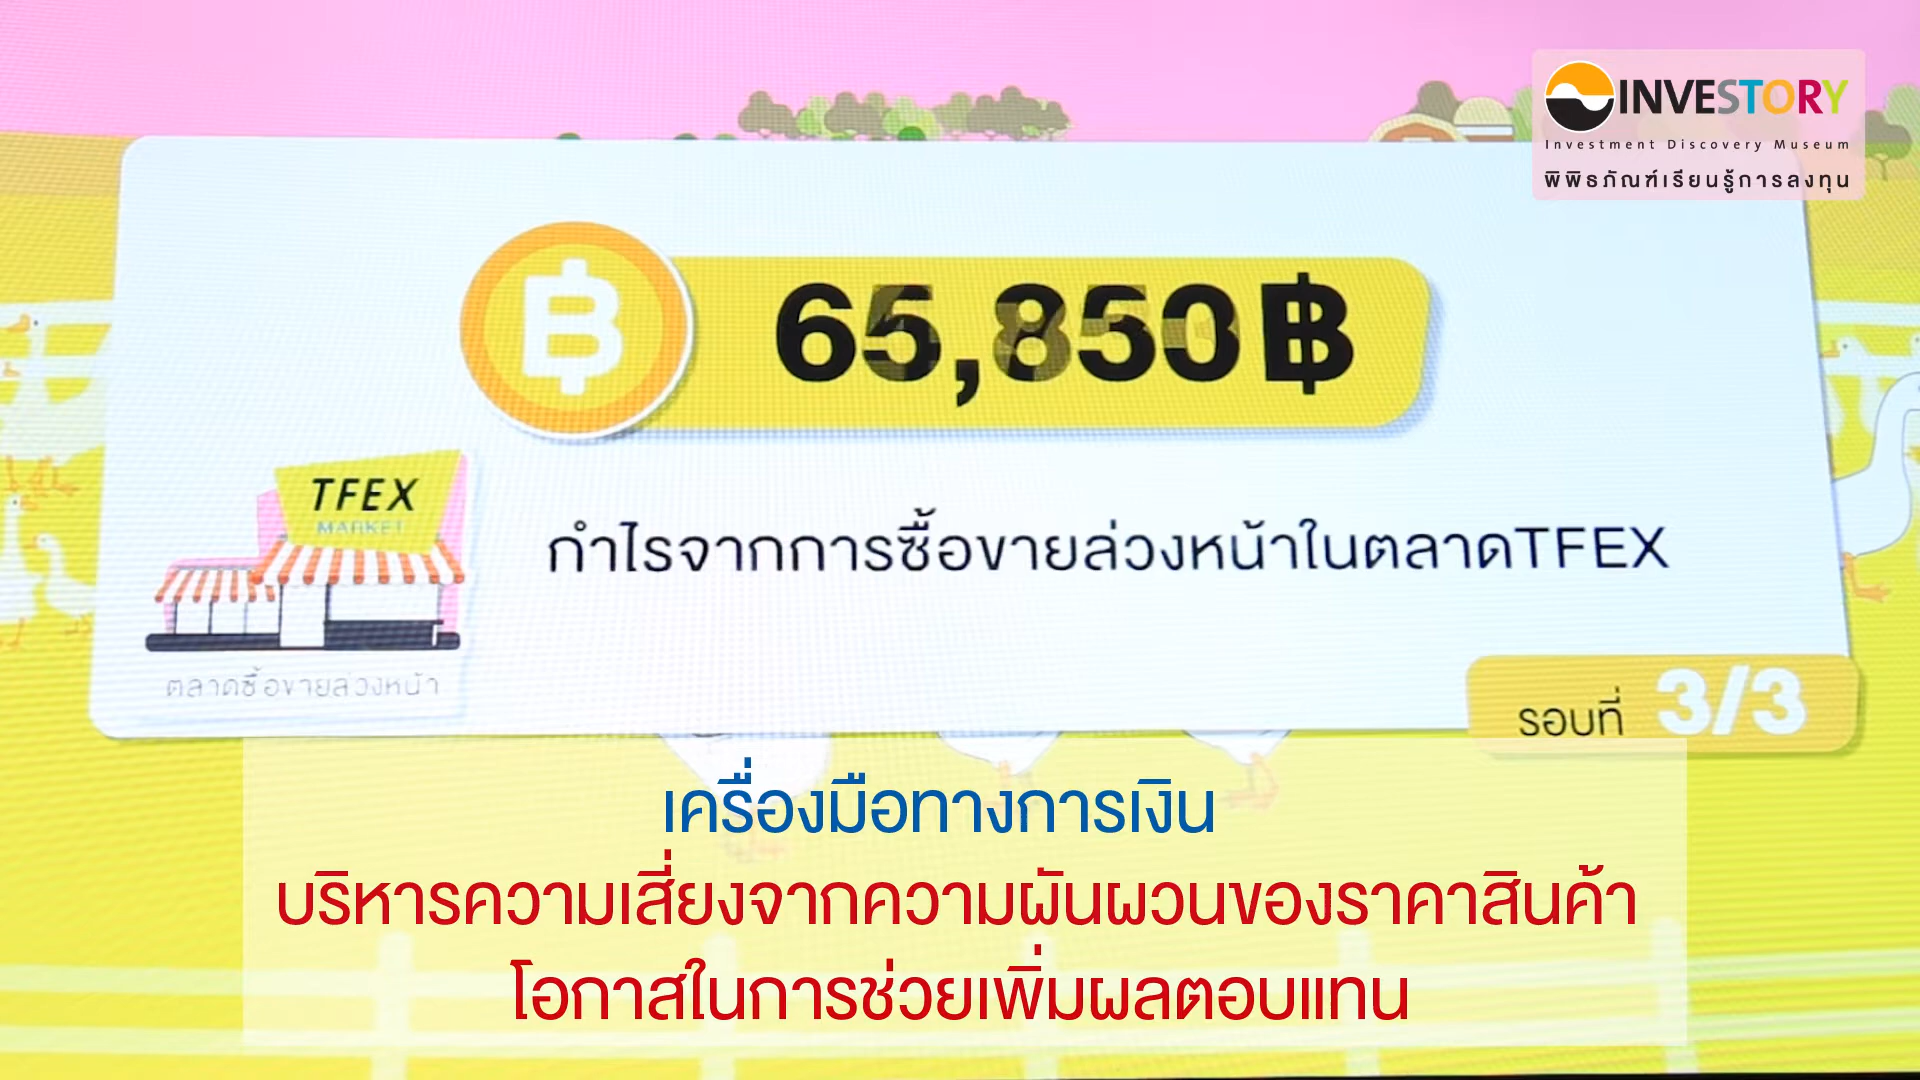 INVESTORY
Investment Discovery Museum
พิพิธภัณฑ์เรียนรู้การลงทุน
65,850฿
TFEX
MARKET
กำไรจากการซื้อขายล่วงหน้าในตลาดTFEX
ตลาดซื้อขายล่วงหน้า
รอบที่ 3/3
เครื่องมือทางการเงิน
บริหารความเสี่ยงจากความผันผวนของราคาสินค้า
โอกาสในการช่วยเพิ่มผลตอบแทน